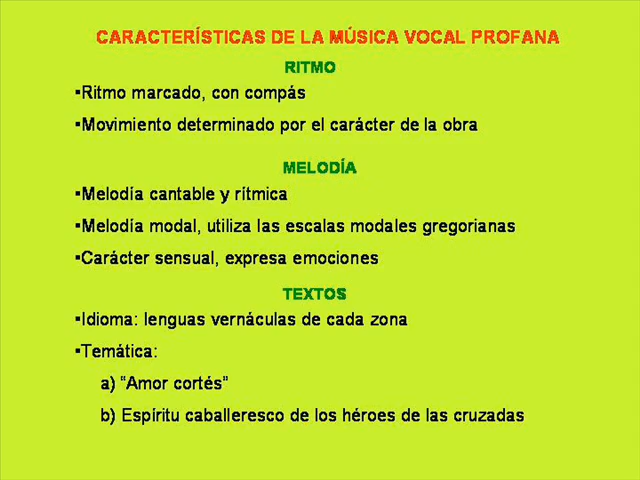 CARACTERÍSTICAS DE LA MÚSICA VOCAL PROFANA
RITMO
▪Ritmo marcado, con compás
▪Movimiento determinado por el carácter de la obra
MELODÍA
▪Melodía cantable y rítmica
▪Melodía modal, utiliza las escalas modales gregorianas
▪Carácter sensual, expresa emociones
TEXTOS
▪Idioma: lenguas vernáculas de cada zona
▪Temática:
a) “Amor cortés”
b) Espíritu caballeresco de los héroes de las cruzadas